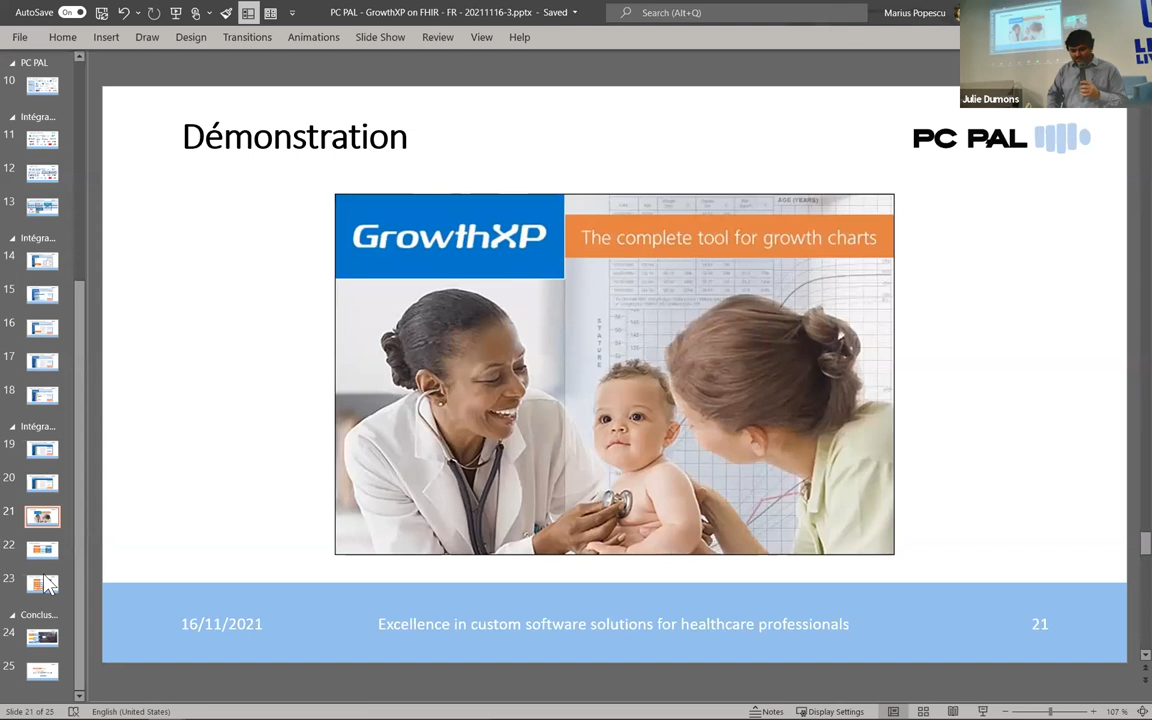 AutoSave On PC PAL - GrowthXP on FHIR - FR - 20211116-3.pptx - Saved Search (Alt+Q) Marius Popescu
File Home Insert Draw Design Transitions Animations Slide Show Review View Help
PC PAL
10
Intégra...
11
12
13
Intégra...
14
15
16
17
18
Intégra...
19
20
21
22
23
Conclus...
24
25
Julie Dumons
Démonstration
PC PAL
GrowthXP
The complete tool for growth charts
AGE (YEARS)
STATURE
16/11/2021 Excellence in custom software solutions for healthcare professionals 21
Slide 21 of 25 English (United States) Notes Display Settings 107 %